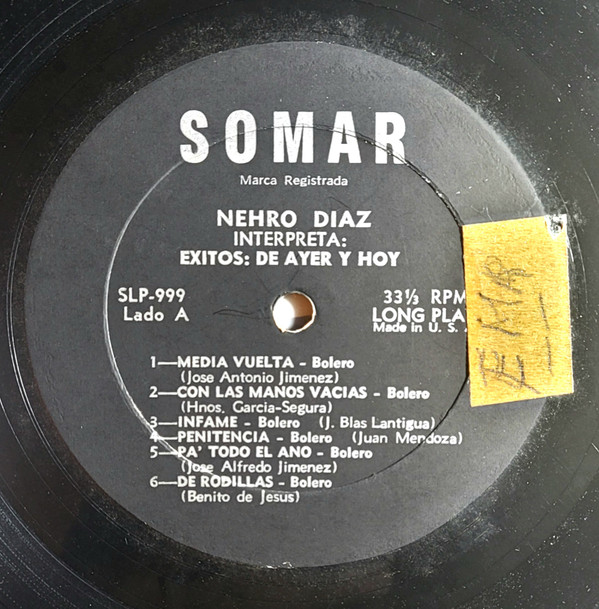 SOMAR
Marca Registrada
NEHRO DIAZ
INTERPRETA:
EXITOS: DE AYER Y HOY
SLP-999
Lado A
33⅓ RPM
LONG PLA
Made In U. S.
1—MEDIA VUELTA - Bolero
(Jose Antonio Jimenez)
2—CON LAS MANOS VACIAS - Bolero
(Hnos. Garcia-Segura)
3—INFAME - Bolero (J. Blas Lantigua)
4—PENITENCIA - Bolero (Juan Mendoza)
5—PA' TODO EL ANO - Bolero
(Jose Alfredo Jimenez)
6—DE RODILLAS - Bolero
(Benito de Jesus)